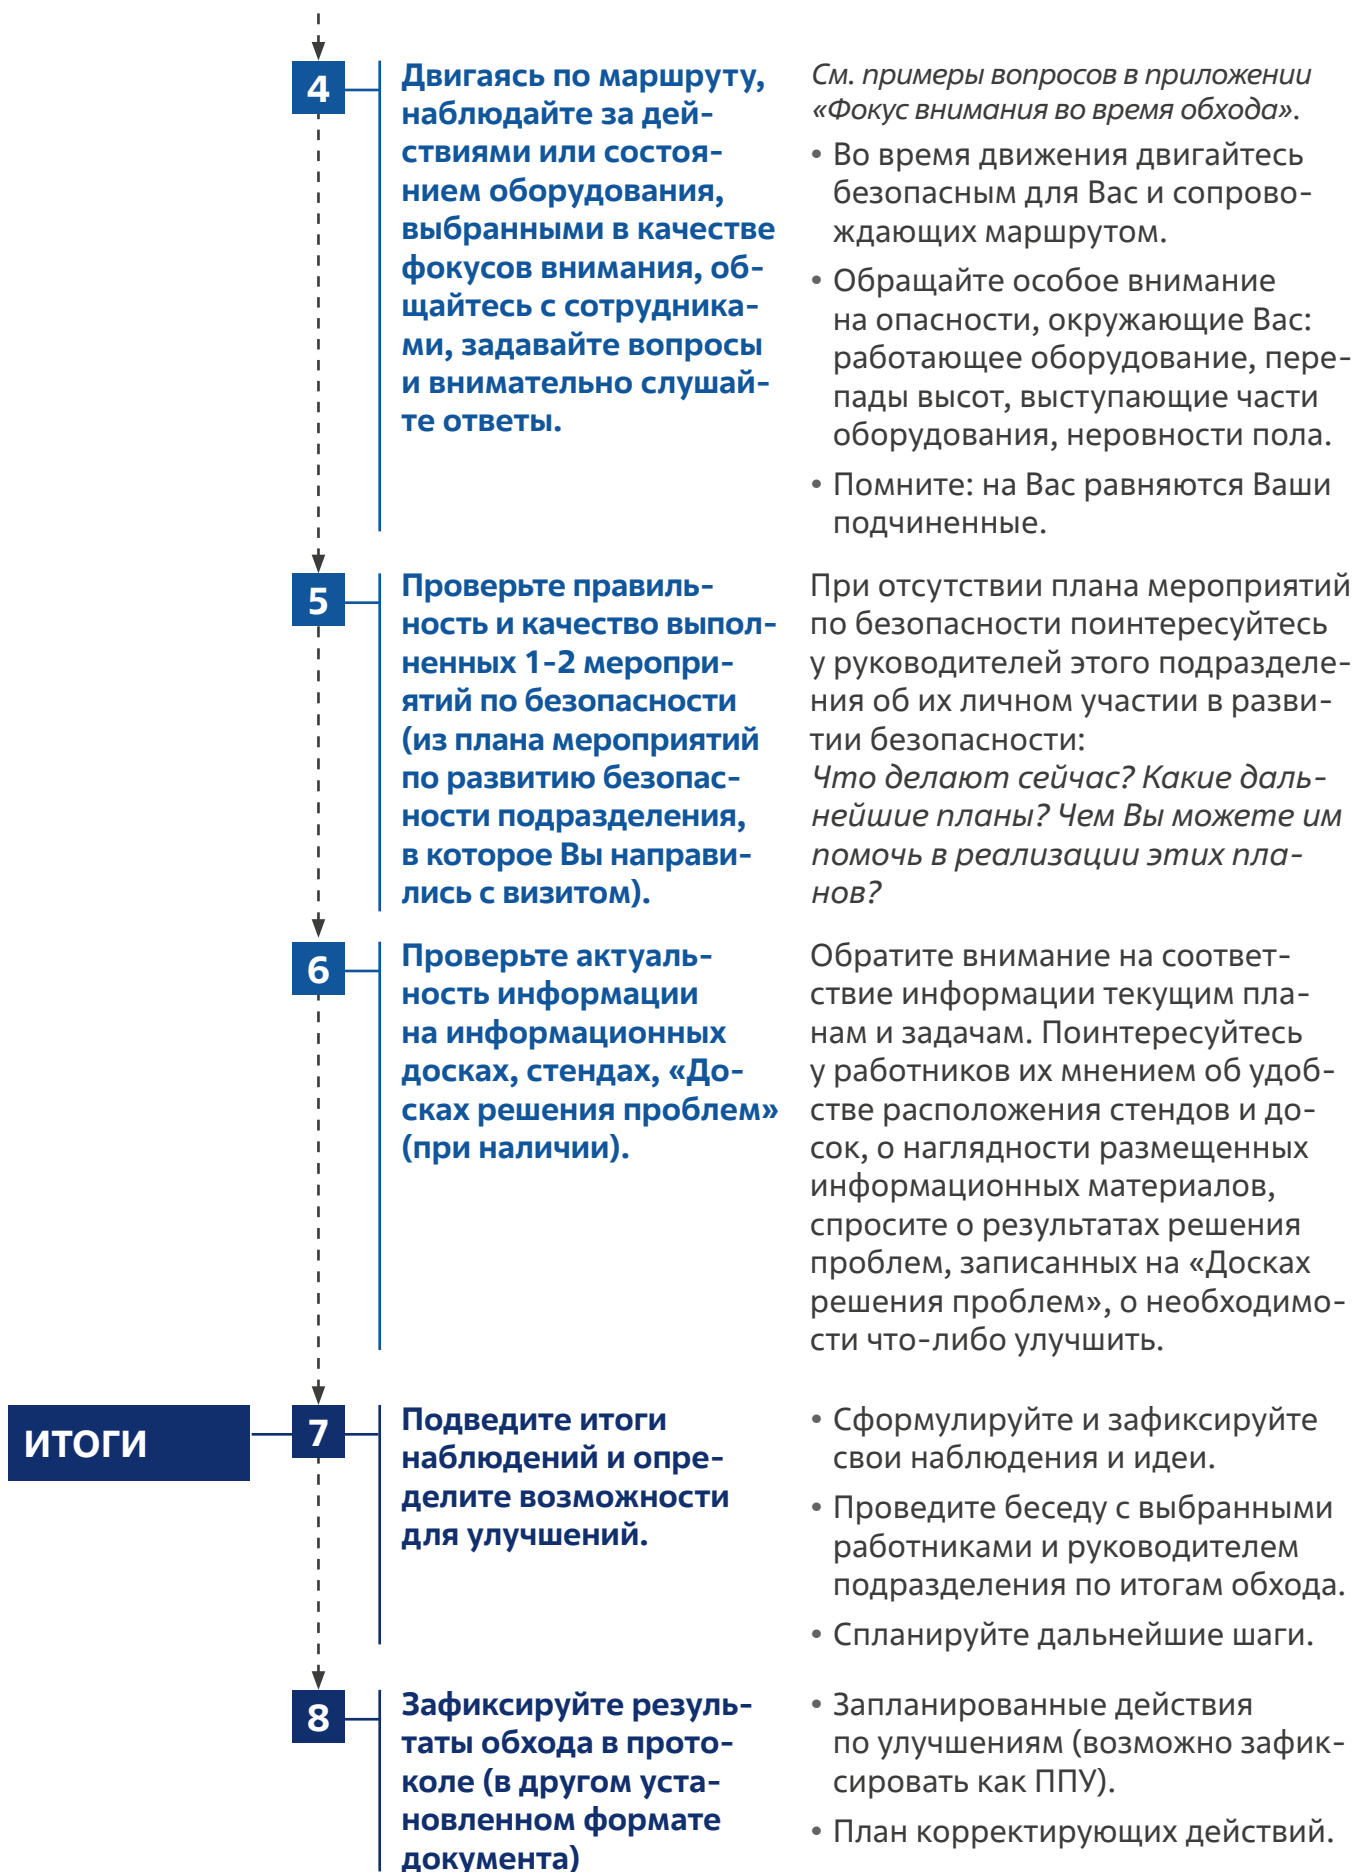 4
Двигаясь по маршруту,
наблюдайте за дей-
ствиями или состоя-
нием оборудования,
выбранными в качестве
фокусов внимания, об-
щайтесь с сотрудника-
ми, задавайте вопросы
и внимательно слушай-
те ответы.
См. примеры вопросов в приложении
«Фокус внимания во время обхода».
• Во время движения двигайтесь
безопасным для Вас и сопрово-
ждающих маршрутом.
• Обращайте особое внимание
на опасности, окружающие Вас:
работающее оборудование, пере-
пады высот, выступающие части
оборудования, неровности пола.
• Помните: на Вас равняются Ваши
подчиненные.
5
Проверьте правиль-
ность и качество выпол-
ненных 1-2 меропри-
ятий по безопасности
(из плана мероприятий
по развитию безопас-
ности подразделения,
в которое Вы направи-
лись с визитом).
При отсутствии плана мероприятий
по безопасности поинтересуйтесь
у руководителей этого подразделе-
ния об их личном участии в разви-
тии безопасности:
Что делают сейчас? Какие даль-
нейшие планы? Чем Вы можете им
помочь в реализации этих пла-
нов?
6
Проверьте актуаль-
ность информации
на информационных
досках, стендах, «До-
сках решения проблем»
(при наличии).
Обратите внимание на соответ-
ствие информации текущим пла-
нам и задачам. Поинтересуйтесь
у работников их мнением об удоб-
стве расположения стендов и до-
сок, о наглядности размещенных
информационных материалов,
спросите о результатах решения
проблем, записанных на «Досках
решения проблем», о необходимо-
сти что-либо улучшить.
ИТОГИ
7
Подведите итоги
наблюдений и опре-
делите возможности
для улучшений.
• Сформулируйте и зафиксируйте
свои наблюдения и идеи.
• Проведите беседу с выбранными
работниками и руководителем
подразделения по итогам обхода.
• Спланируйте дальнейшие шаги.
8
Зафиксируйте резуль-
таты обхода в прото-
коле (в другом уста-
новленном формате
документа)
• Запланированные действия
по улучшениям (возможно зафик-
сировать как ППУ).
• План корректирующих действий.